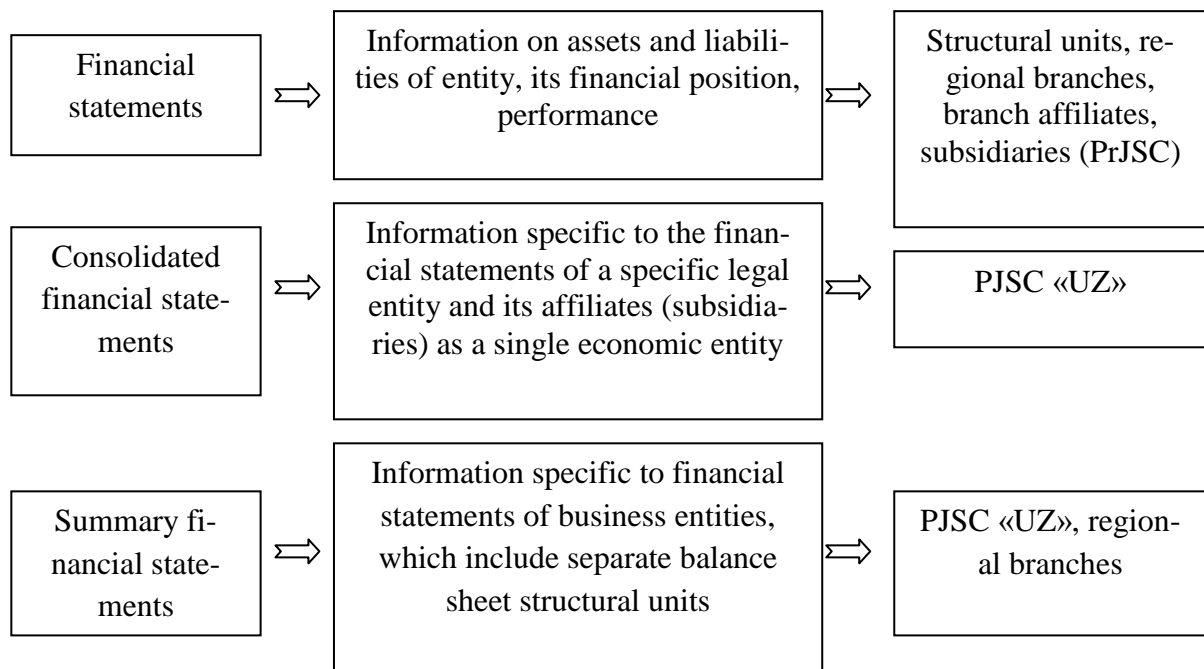 Financial
statements
Information on assets and liabili-
ties of entity, its financial position,
performance
Structural units, re-
gional branches,
branch affiliates,
subsidiaries (PrJSC)
Consolidated
financial state-
ments
Information specific to the finan-
cial statements of a specific legal
entity and its affiliates (subsidia-
ries) as a single economic entity
PJSC «UZ»
Summary fi-
nancial state-
ments
Information specific to financial
statements of business entities,
which include separate balance
sheet structural units
PJSC «UZ», region-
al branches